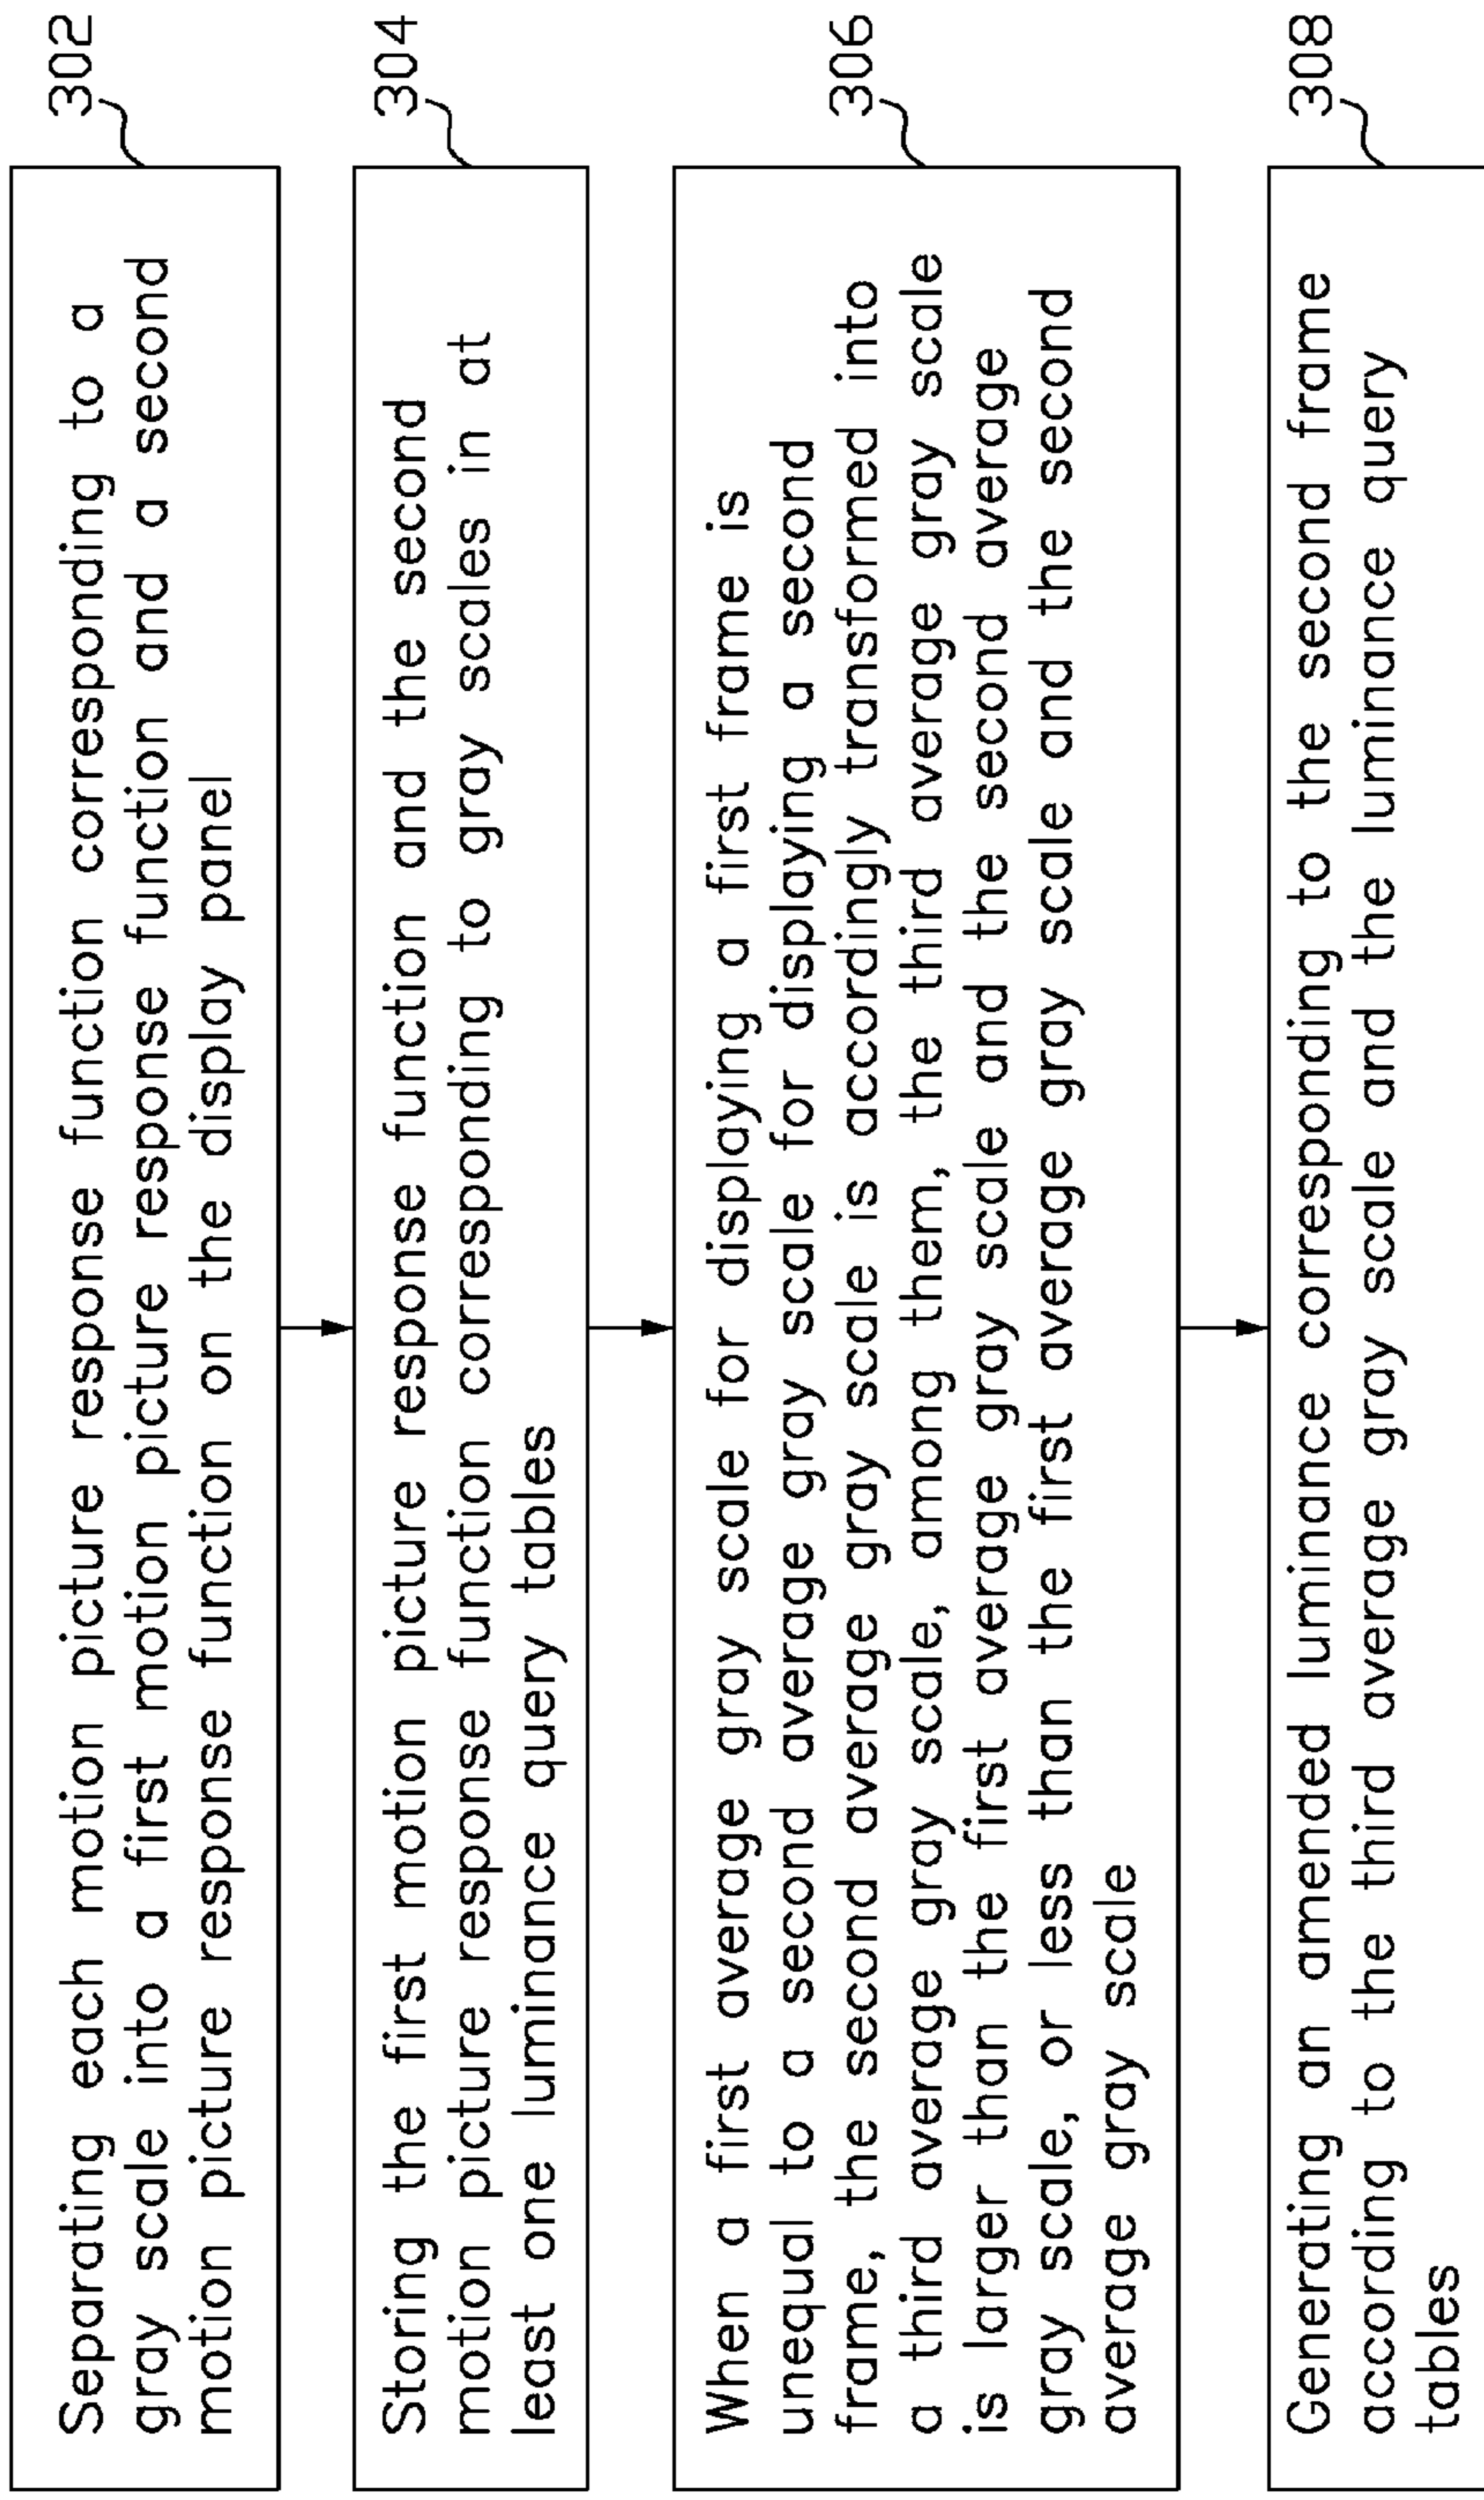 302
Separating each motion picture response function corresponding to a
gray scale into a first motion picture response function and a second
motion picture response function on the display panel
304
Storing the first motion picture response function and the second
motion picture response function corresponding to gray scales in at
least one luminance query tables
306
When a first average gray scale for displaying a first frame is
unequal to a second average gray scale for displaying a second
frame, the second average gray scale is accordingly transformed into
a third average gray scale, among them, the third average gray scale
is larger than the first average gray scale and the second average
gray scale, or less than the first average gray scale and the second
average gray scale
308
Generating an amended luminance corresponding to the second frame
according to the third average gray scale and the luminance query
tables